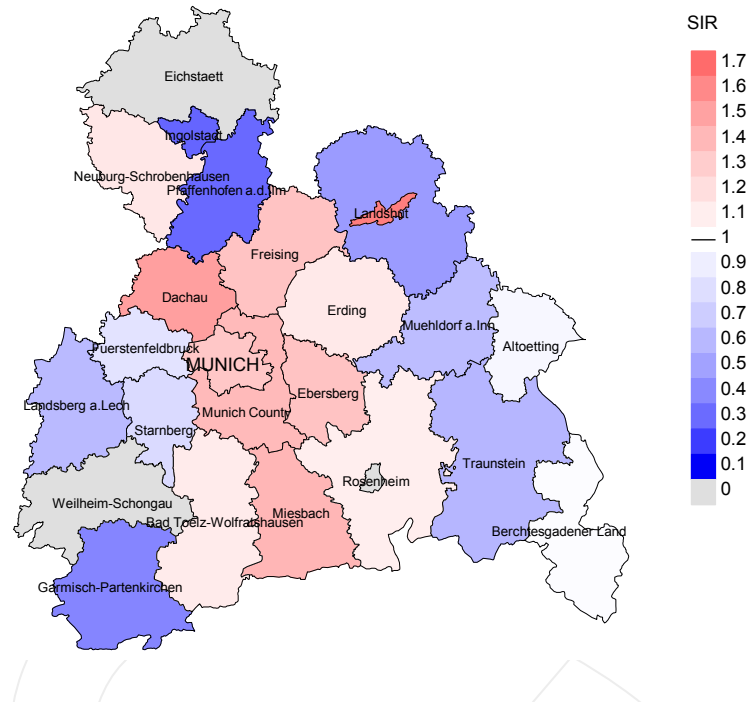 SIR
1.7
1.6
1.5
1.4
1.3
1.2
1.1
1
0.9
0.8
0.7
0.6
0.5
0.4
0.3
0.2
0.1
0
Eichstaett
Ingolstadt
Neuburg-Schrobenhausen
Pfaffenhofen a.d.Ilm
Landshut
Freising
Dachau
Erding
Muehldorf a.Inn
Altoetting
Fuerstenfeldbruck
MUNICH
Ebersberg
Landsberg a.Lech
Munich County
Starnberg
Traunstein
Rosenheim
Weilheim-Schongau
Miesbach
Bad Toelz-Wolfratshausen
Berchtesgadener Land
Garmisch-Partenkirchen